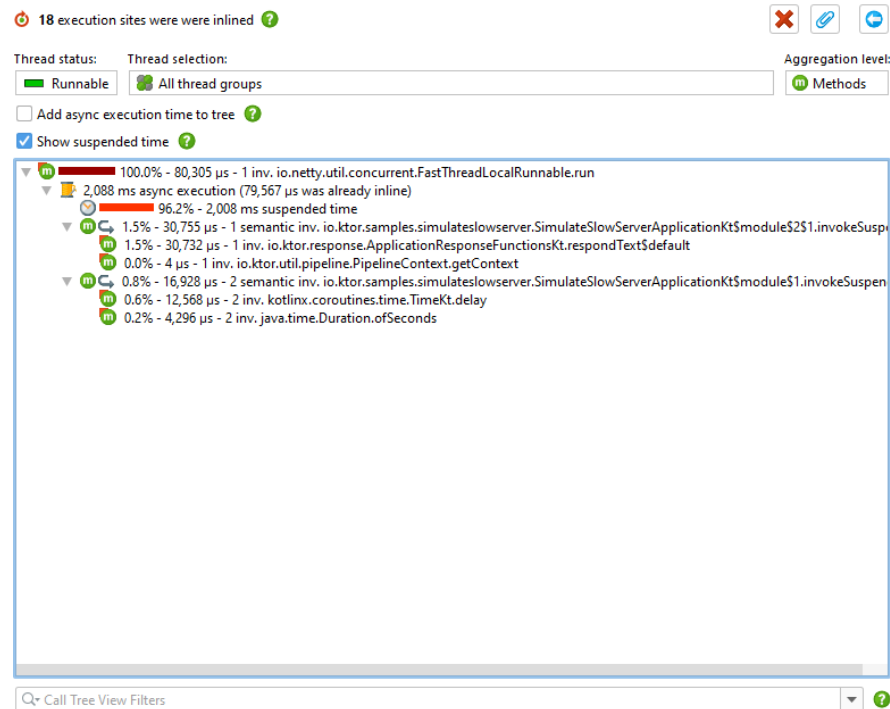 18 execution sites were were inlined
Thread status: Thread selection: Aggregation level:
Runnable All thread groups Methods
Add async execution time to tree
Show suspended time
100.0% - 80,305 µs - 1 inv. io.netty.util.concurrent.FastThreadLocalRunnable.run
2,088 ms async execution (79,567 µs was already inline)
96.2% - 2,008 ms suspended time
1.5% - 30,755 µs - 1 semantic inv. io.ktor.samples.simulateslowserver.SimulateSlowServerApplicationKt$module$2$1.invokeSusp
1.5% - 30,732 µs - 1 inv. io.ktor.response.ApplicationResponseFunctionsKt.respondText$default
0.0% - 4 µs - 1 inv. io.ktor.util.pipeline.PipelineContext.getContext
0.8% - 16,928 µs - 2 semantic inv. io.ktor.samples.simulateslowserver.SimulateSlowServerApplicationKt$module$1.invokeSuspen
0.6% - 12,568 µs - 2 inv. kotlinx.coroutines.time.TimeKt.delay
0.2% - 4,296 µs - 2 inv. java.time.Duration.ofSeconds
Call Tree View Filters